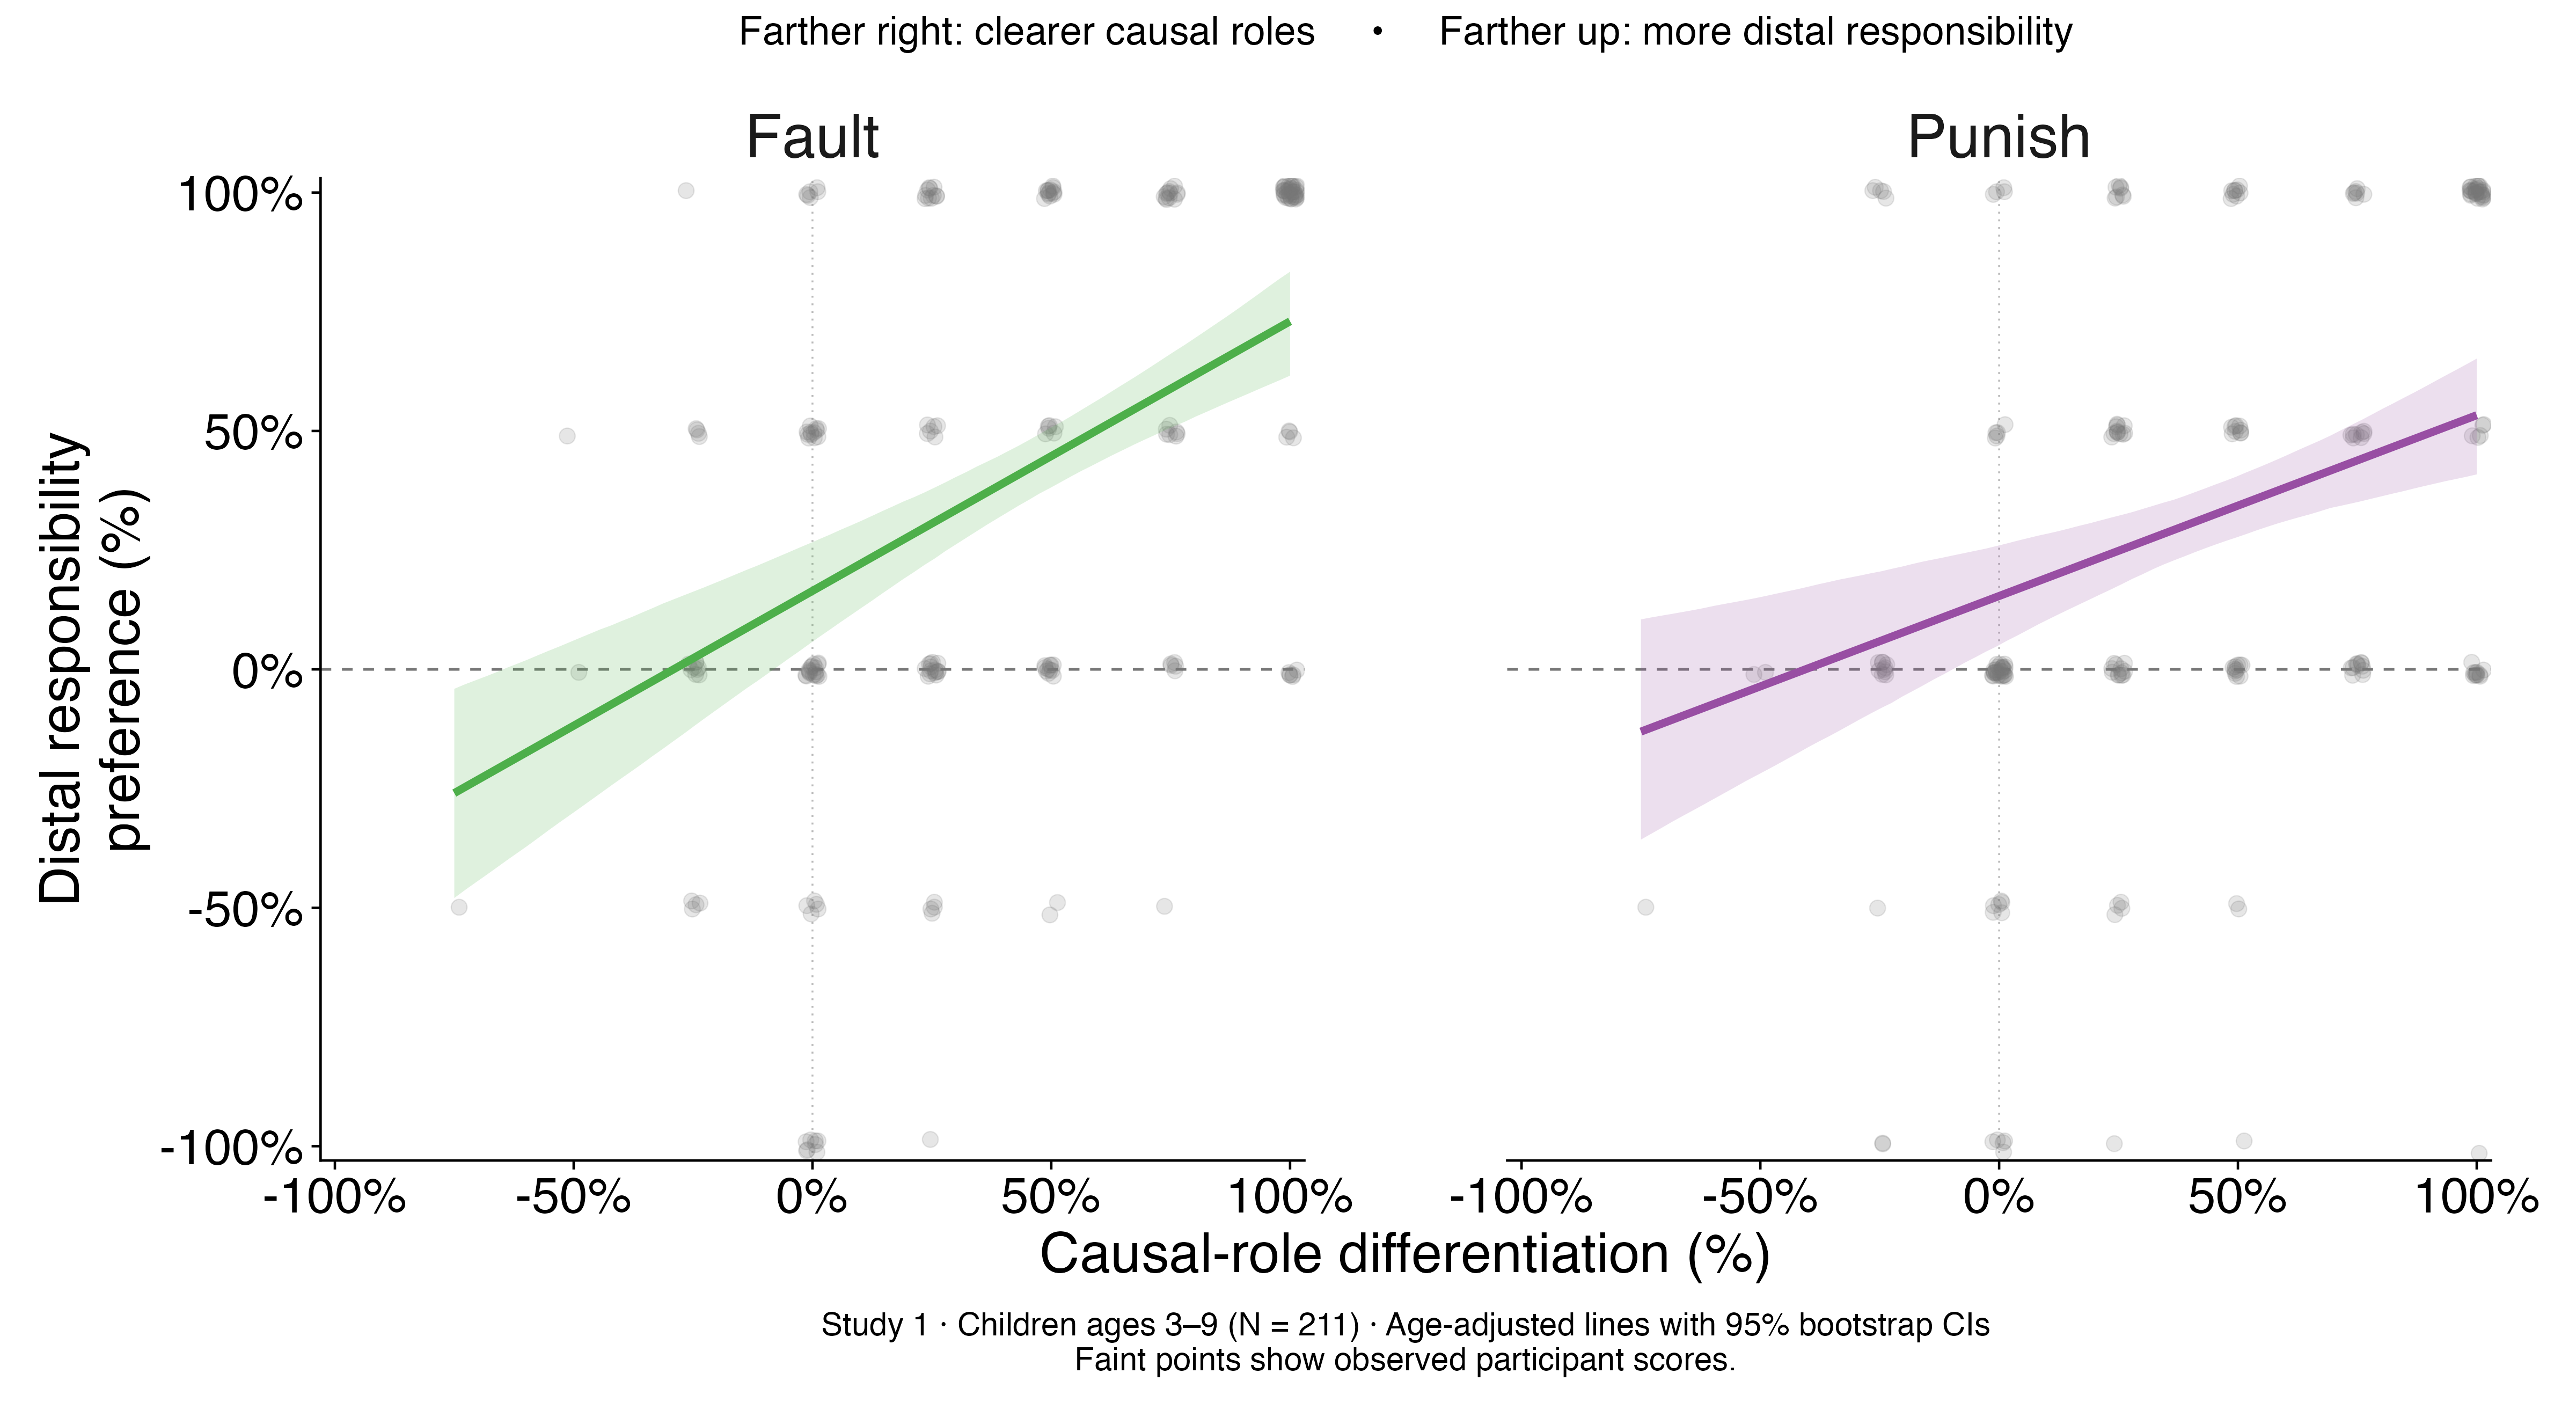 Farther right: clearer causal roles • Farther up: more distal responsibility
Fault
Punish
Distal responsibility
preference (%)
100%
50%
0%
-50%
-100%
-100% -50% 0% 50% 100%
-100% -50% 0% 50% 100%
Causal-role differentiation (%)
Study 1 · Children ages 3–9 (N = 211) · Age-adjusted lines with 95% bootstrap CIs
Faint points show observed participant scores.